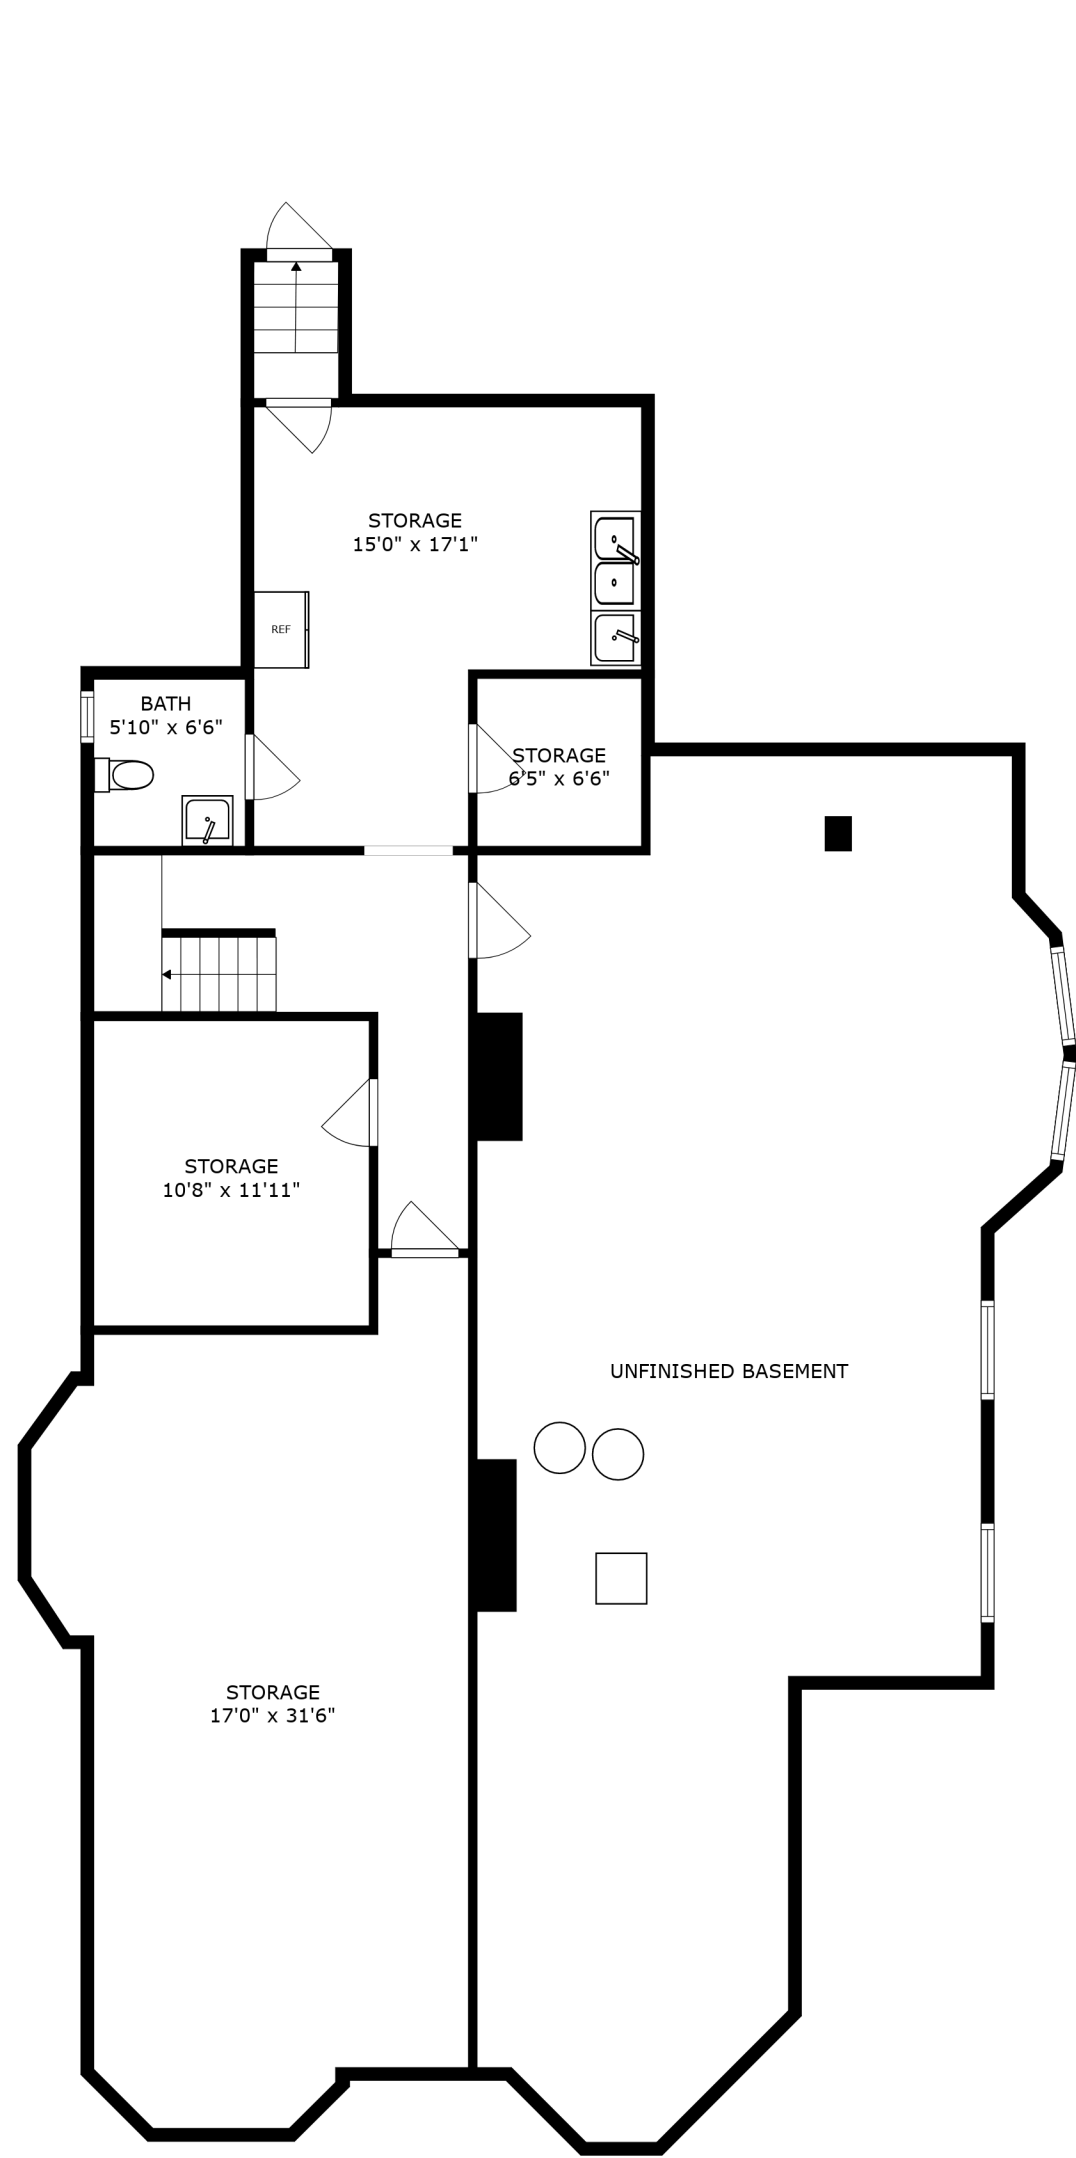 STORAGE
15'0" x 17'1"
REF
BATH
5'10" x 6'6"
STORAGE
6'5" x 6'6"
STORAGE
10'8" x 11'11"
UNFINISHED BASEMENT
STORAGE
17'0" x 31'6"